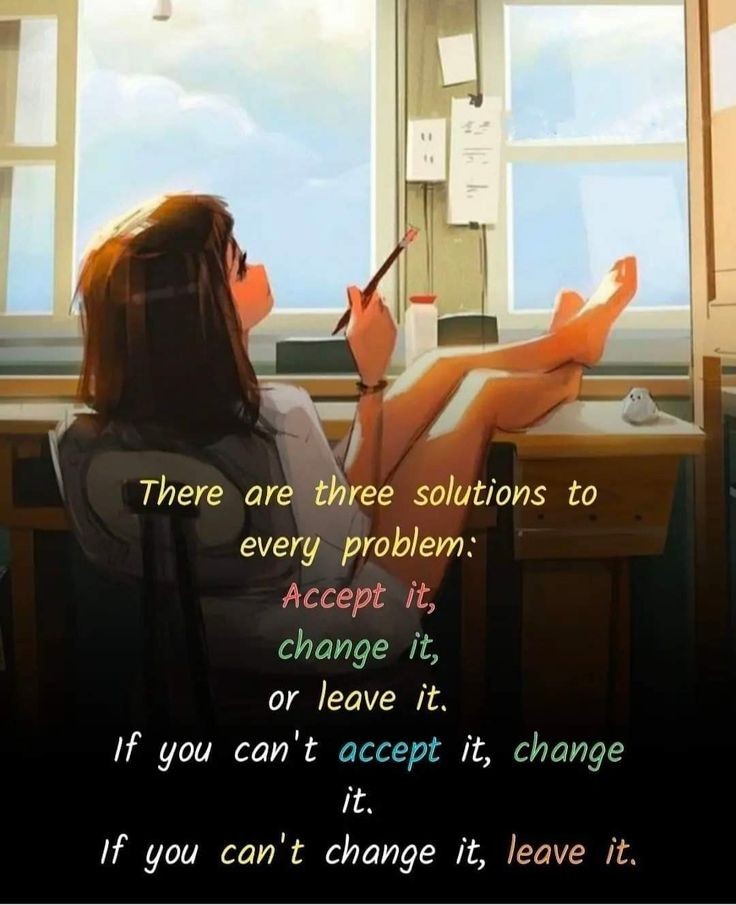 There are three solutions to
every problem:
Accept it,
change it,
or leave it.
If you can't accept it, change
it.
If you can't change it, leave it.